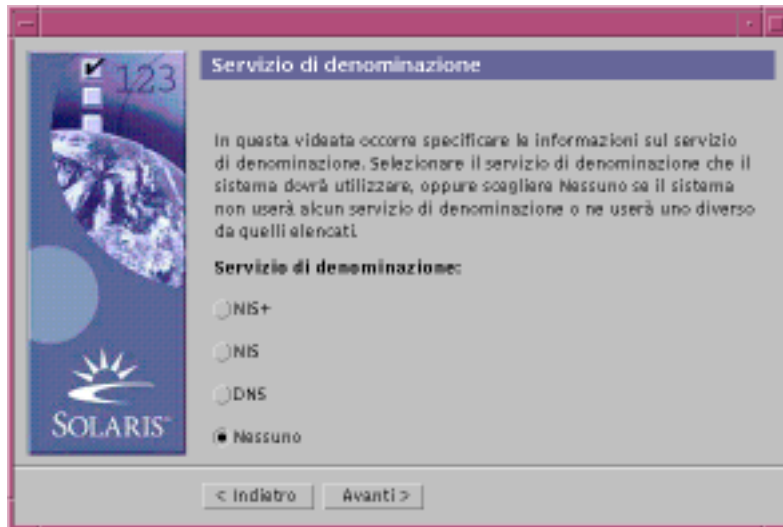 Servizio di denominazione
123
In questa videata occorre specificare le informazioni sul servizio
di denominazione. Selezionare il servizio di denominazione che il
sistema dovrà utilizzare, oppure scegliere Nessuno se il sistema
non userà alcun servizio di denominazione o ne userà uno diverso
da quelli elencati.
Servizio di denominazione:
NIS+
NIS
DNS
Nessuno
SOLARIS™
< Indietro
Avanti >